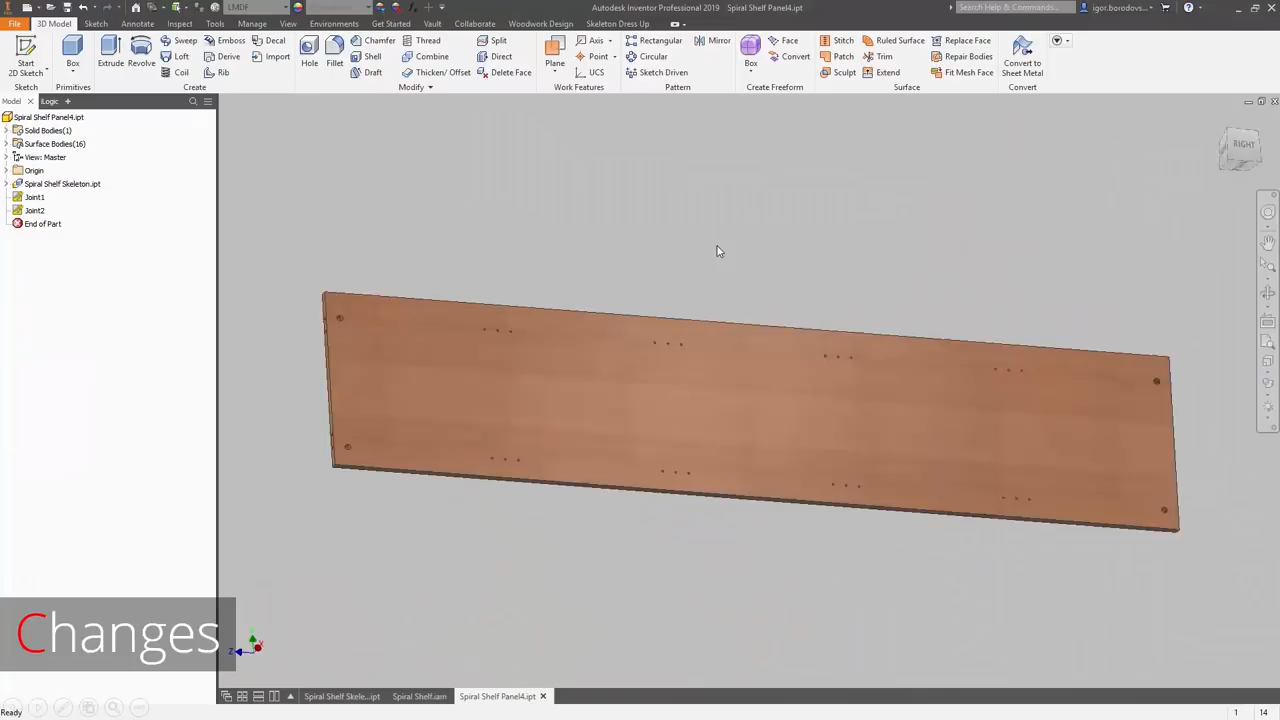 Autodesk Inventor Professional 2019   Spiral Shelf Panel4.ipt
Search Help & Commands...
igor.borodovs...
LMDF
File
3D Model
Sketch
Annotate
Inspect
Tools
Manage
View
Environments
Get Started
Vault
Collaborate
Woodwork Design
Skeleton Dress Up
Start
2D Sketch
Sketch
Box
Primitives
Extrude
Revolve
Sweep
Loft
Coil
Emboss
Derive
Rib
Decal
Import
Create
Hole
Fillet
Chamfer
Shell
Draft
Thread
Combine
Thicken/ Offset
Split
Direct
Delete Face
Modify
Plane
Axis
Point
UCS
Work Features
Rectangular
Circular
Sketch Driven
Mirror
Pattern
Box
Face
Convert
Create Freeform
Stitch
Patch
Sculpt
Ruled Surface
Trim
Extend
Replace Face
Repair Bodies
Fit Mesh Face
Surface
Convert to
Sheet Metal
Convert
Model
iLogic
Spiral Shelf Panel4.ipt
Solid Bodies(1)
Surface Bodies(16)
View: Master
Origin
Spiral Shelf Skeleton.ipt
Joint1
Joint2
End of Part
RIGHT
Changes
Z
Spiral Shelf Skele...ipt
Spiral Shelf.iam
Spiral Shelf Panel4.ipt
Ready
1
14